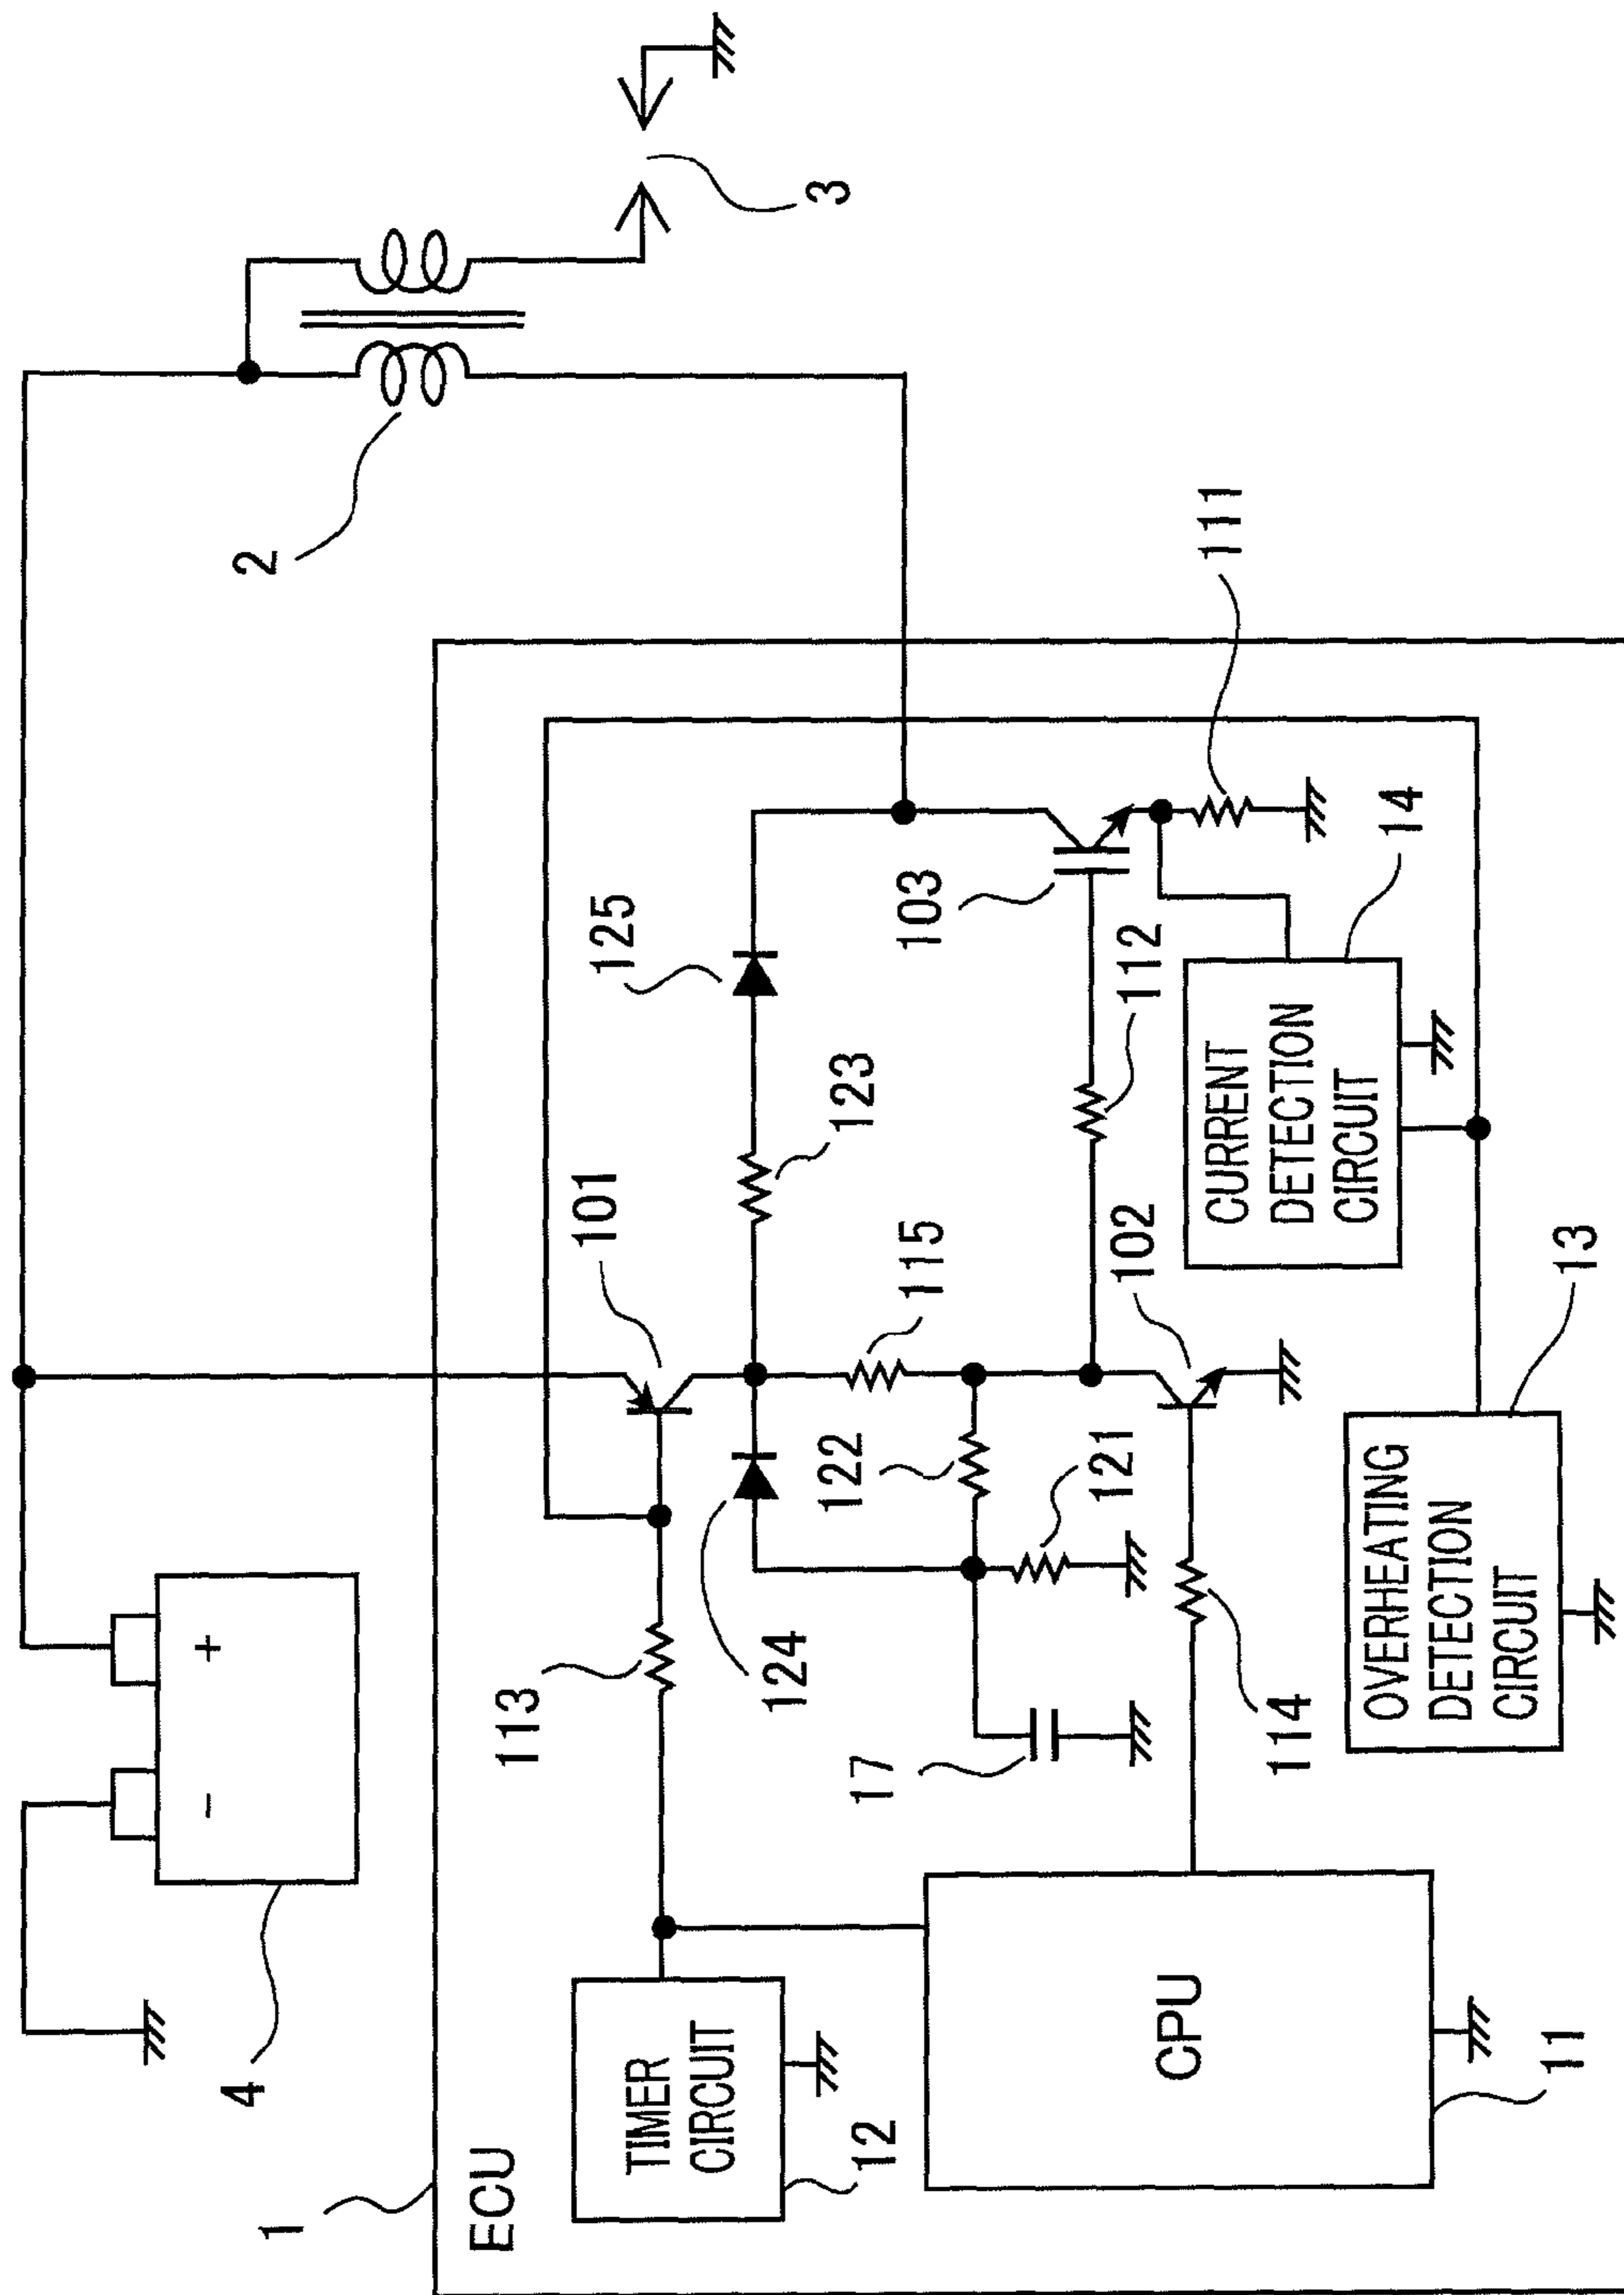 1
ECU
4
−
+
2
3
TIMER
CIRCUIT
12
113
101
125
124
123
122
115
103
17
121
102
112
111
CPU
11
114
CURRENT
DETECTION
CIRCUIT
14
OVERHEATING
DETECTION
CIRCUIT
13